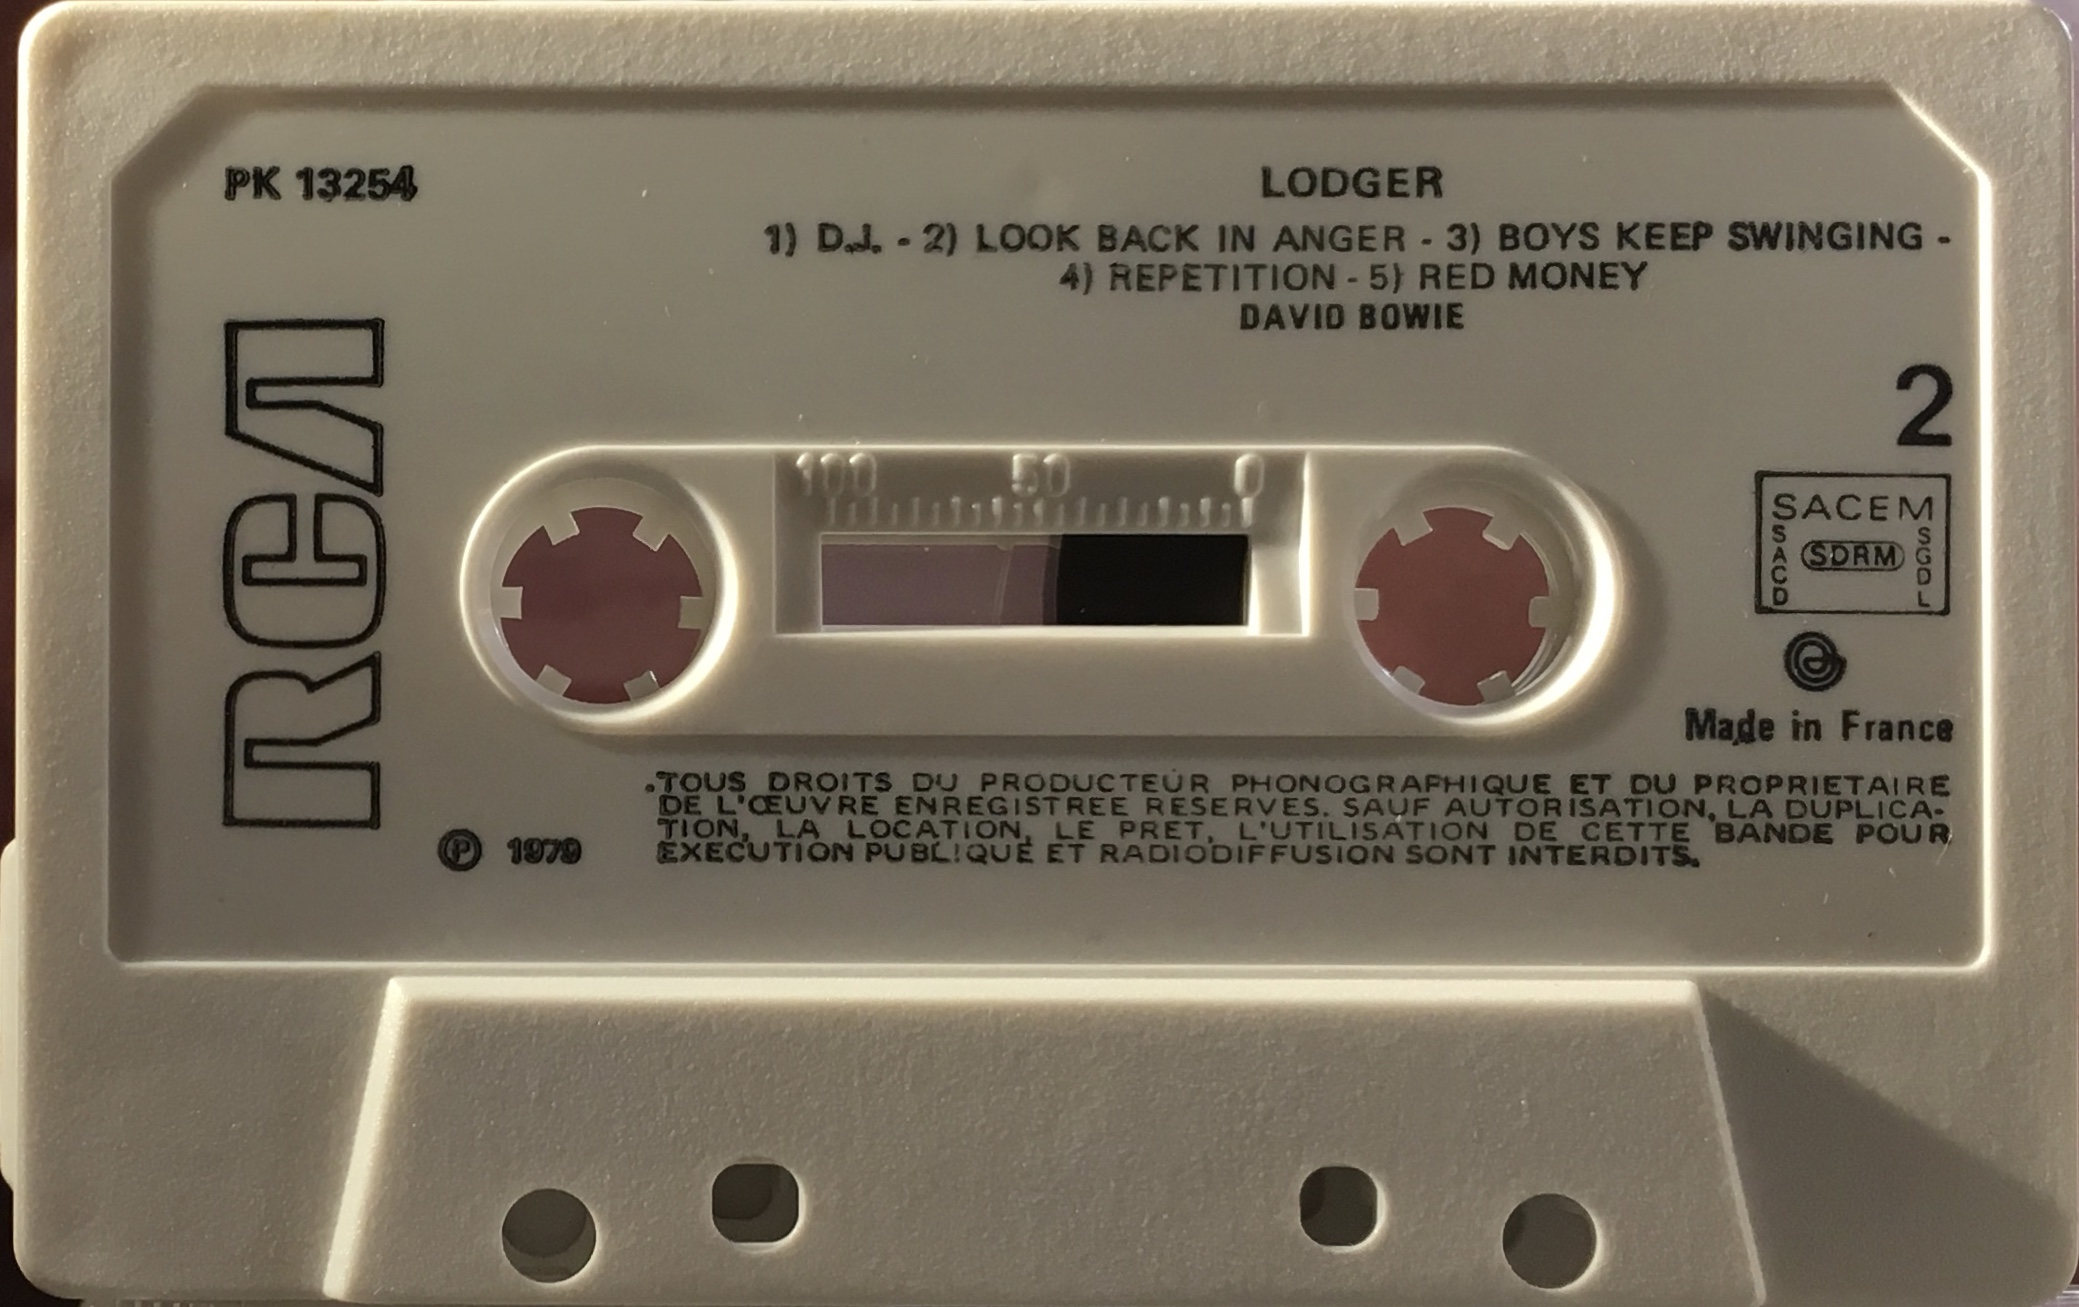 PK 13254
LODGER
1) D.J. - 2) LOOK BACK IN ANGER - 3) BOYS KEEP SWINGING -
4) REPETITION - 5) RED MONEY
DAVID BOWIE
RCA
2
100 50 0
SACEM
SACD
SDRM
SGDL
Made in France
.TOUS DROITS DU PRODUCTEUR PHONOGRAPHIQUE ET DU PROPRIETAIRE
DE L'ŒUVRE ENREGISTREE RESERVES. SAUF AUTORISATION, LA DUPLICA-
TION, LA LOCATION, LE PRET, L'UTILISATION DE CETTE BANDE POUR
EXECUTION PUBLIQUE ET RADIODIFFUSION SONT INTERDITS.
℗ 1979